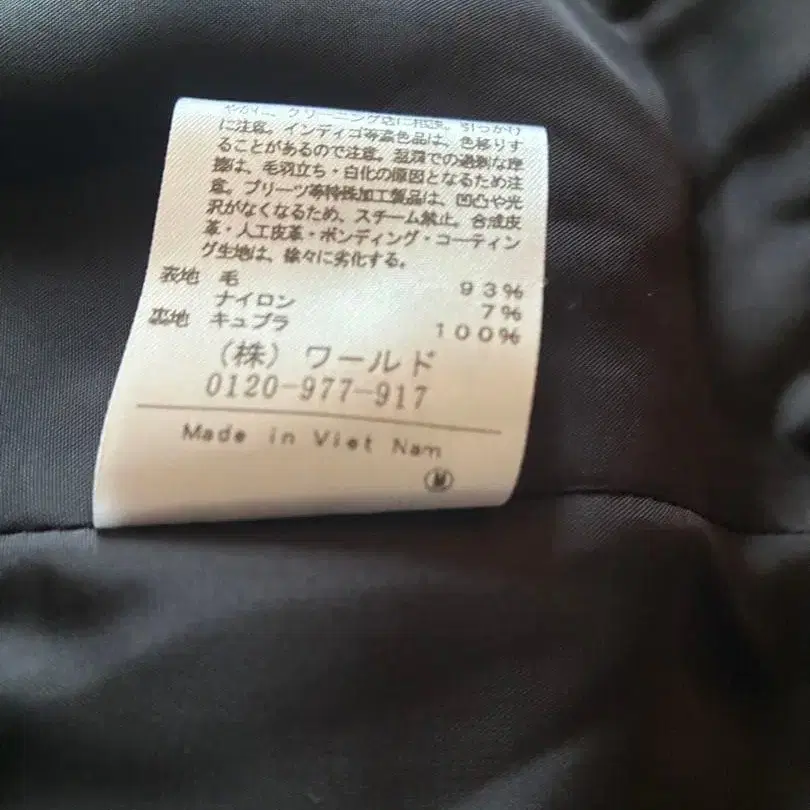 に注意。インディゴ等濃色品は、色移りす
ることがあるので注意。湿潤での過剰な摩
擦は、毛羽立ち・白化の原因となるため注
意。プリーツ等特殊加工製品は、凹凸や光
沢がなくなるため、スチーム禁止。合成皮
革・人工皮革・ボンディング・コーティン
グ生地は、徐々に劣化する。
表地 毛 93%
ナイロン 7%
裏地 キュプラ 100%
(株)ワールド
0120-977-917
Made in Viet Nam
M